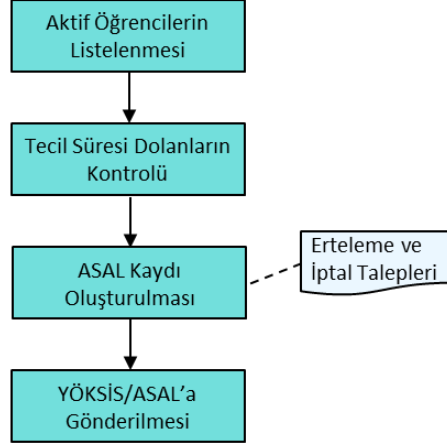 Aktif Öğrencilerin
Listelenmesi
Tecil Süresi Dolanların
Kontrolü
ASAL Kaydı
Oluşturulması
Erteleme ve
İptal Talepleri
YÖKSİS/ASAL’a
Gönderilmesi